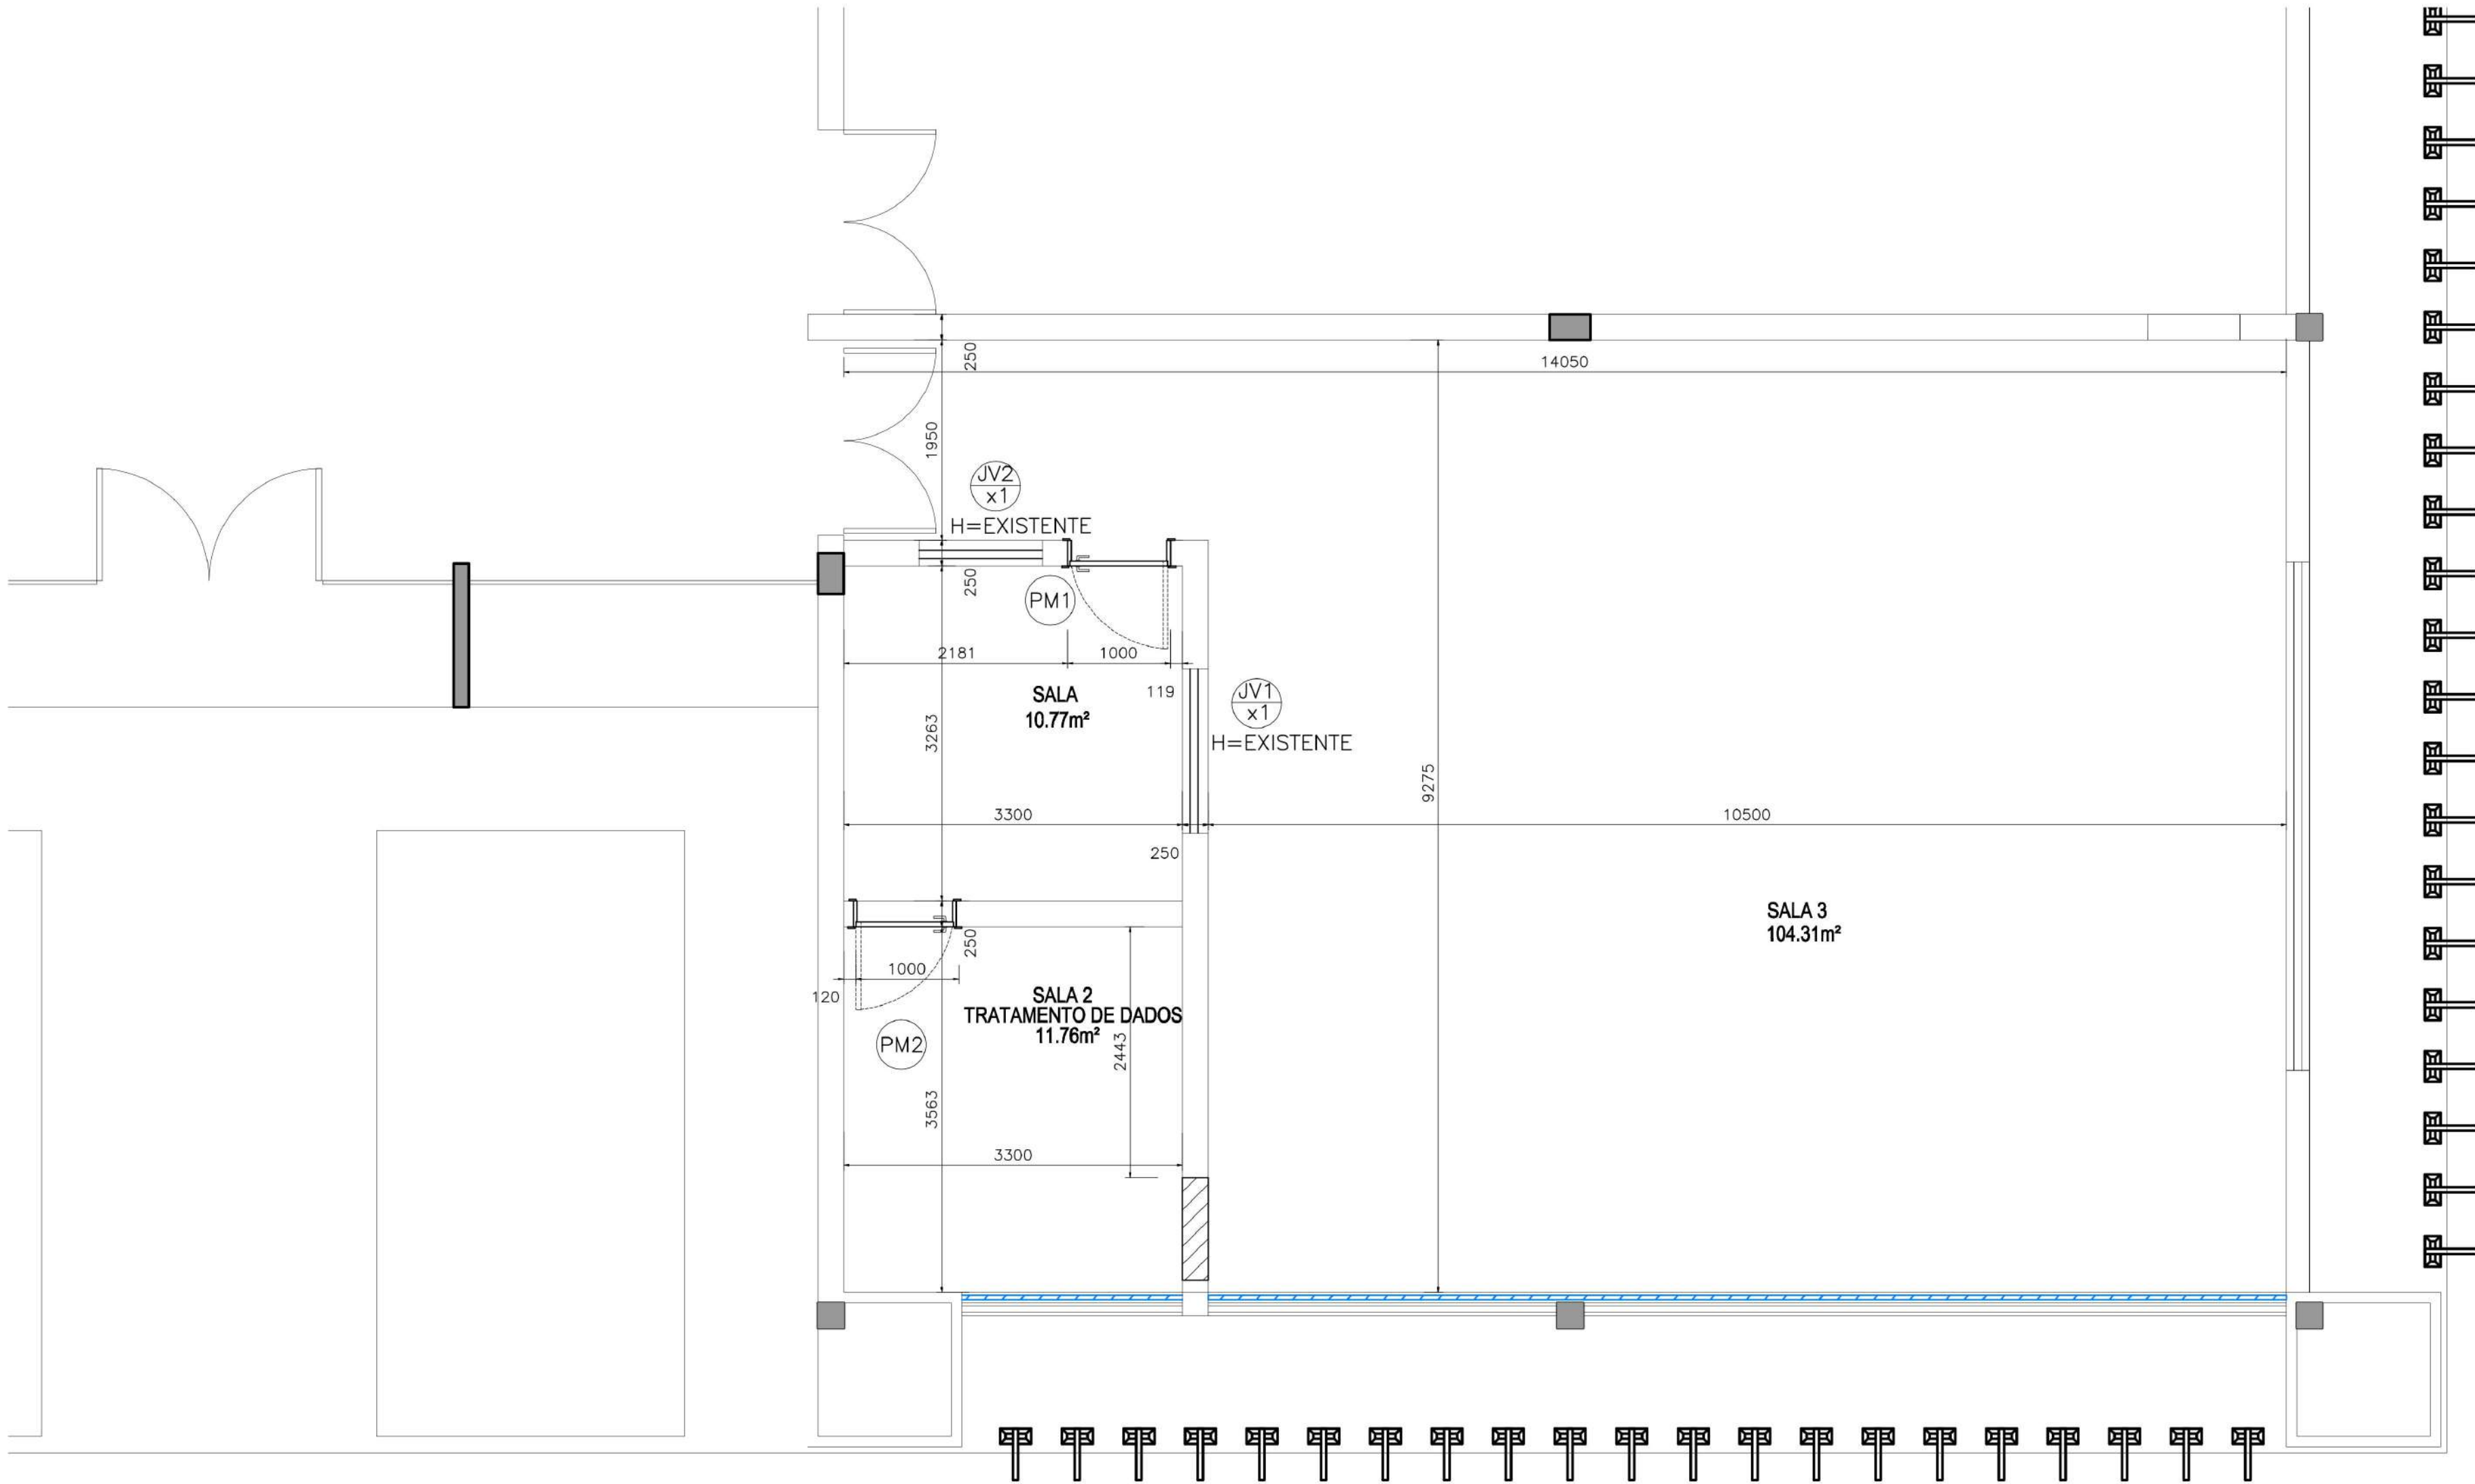 250
14050
1950
JV2
x1
H=EXISTENTE
250
PM1
2181
1000
119
SALA
10.77m²
JV1
x1
H=EXISTENTE
3263
9275
3300
10500
250
SALA 3
104.31m²
250
1000
120
SALA 2
TRATAMENTO DE DADOS
11.76m²
PM2
2443
3563
3300